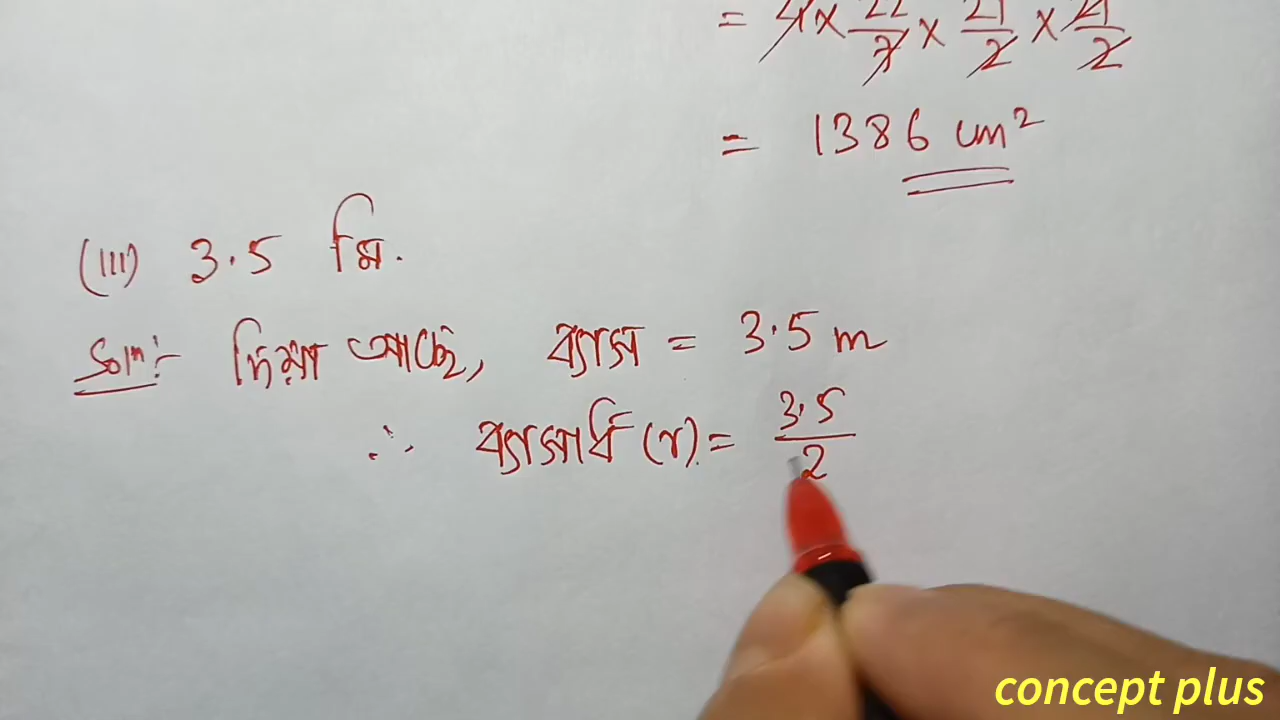 = 4 × 22/7 × 21/2 × 21/2
= 1386 cm²
(iii) 3.5 মি.
Solⁿ:- দিয়া আছে, ব্যাস = 3.5 m
∴ ব্যাসাৰ্ধ (r) = 3.5/2
concept plus